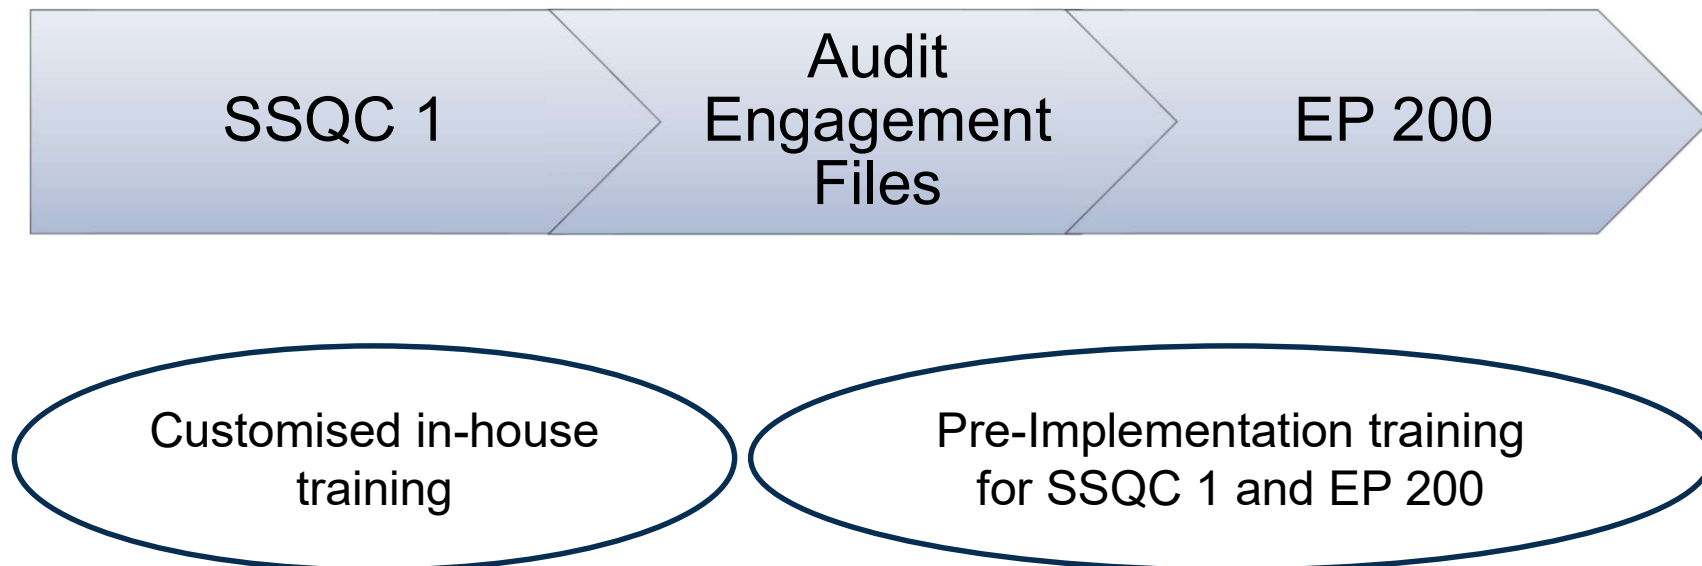 SSQC 1
Audit
Engagement
Files
EP 200
Customised in-house
training
Pre-Implementation training
for SSQC 1 and EP 200